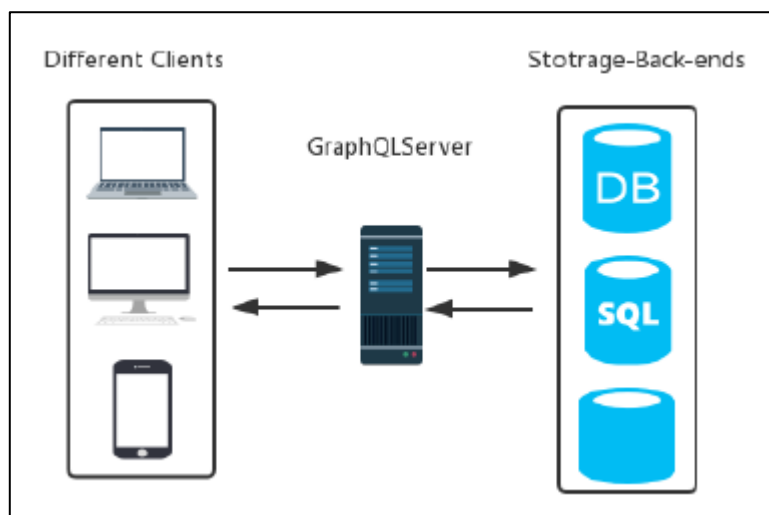 Different Clients
Stotrage-Back-ends
GraphQLServer
DB
SQL